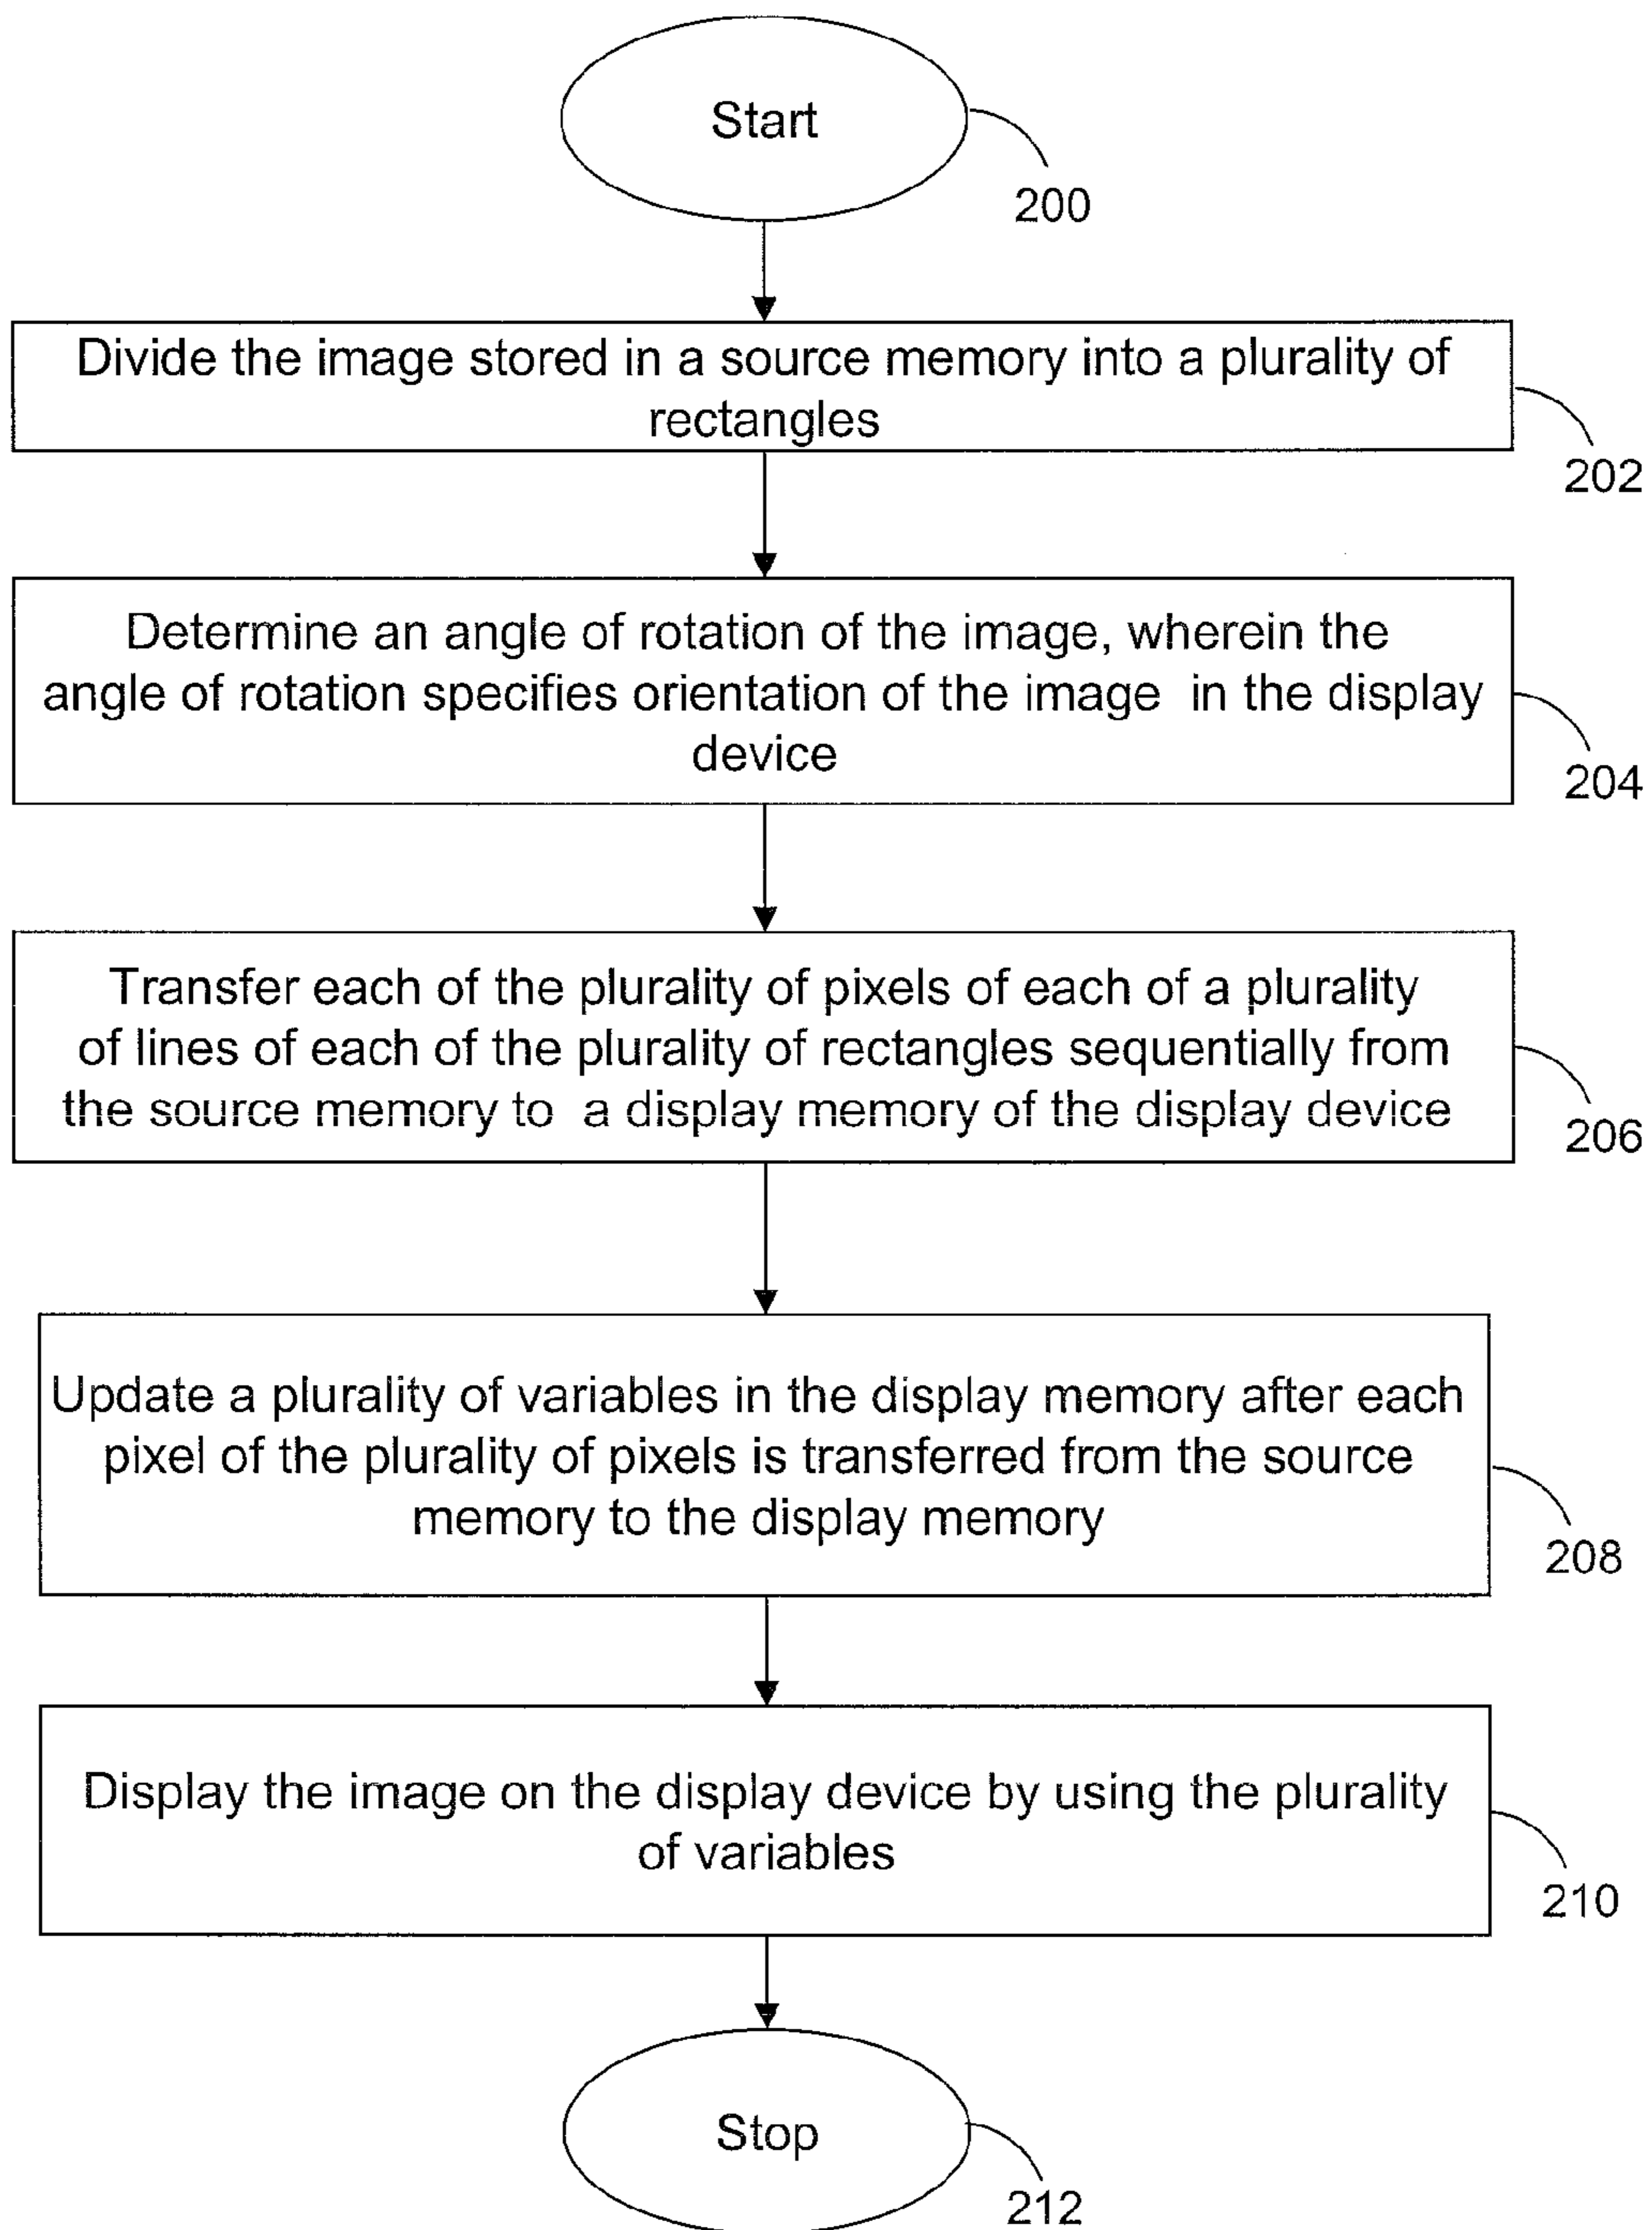 Start
200
Divide the image stored in a source memory into a plurality of
rectangles
202
Determine an angle of rotation of the image, wherein the
angle of rotation specifies orientation of the image in the display
device
204
Transfer each of the plurality of pixels of each of a plurality
of lines of each of the plurality of rectangles sequentially from
the source memory to a display memory of the display device
206
Update a plurality of variables in the display memory after each
pixel of the plurality of pixels is transferred from the source
memory to the display memory
208
Display the image on the display device by using the plurality
of variables
210
Stop
212